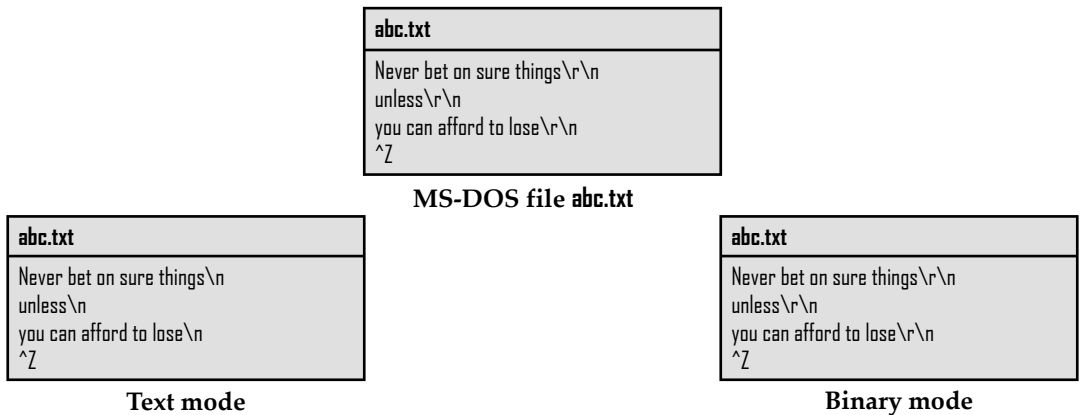 abc.txt
Never bet on sure things\r\n
unless\r\n
you can afford to lose\r\n
^Z
MS-DOS file abc.txt
abc.txt
Never bet on sure things\n
unless\n
you can afford to lose\n
^Z
Text mode
abc.txt
Never bet on sure things\r\n
unless\r\n
you can afford to lose\r\n
^Z
Binary mode